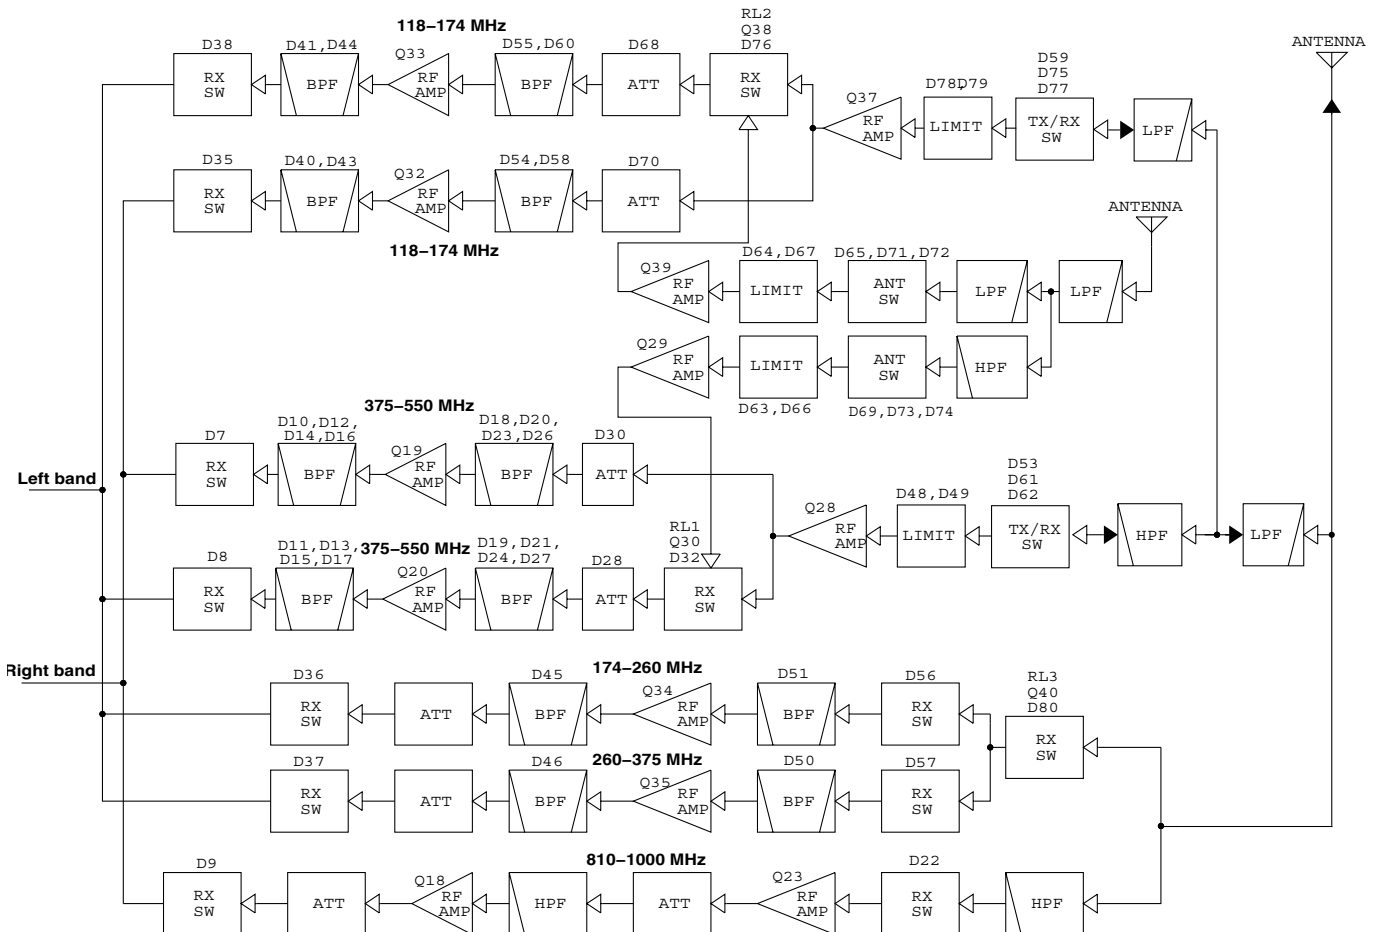 118–174 MHz
D38
RX
SW
D41,D44
BPF
Q33
RF
AMP
D55,D60
BPF
D68
ATT
RL2
Q38
D76
RX
SW
Q37
RF
AMP
D78,D79
LIMIT
D59
D75
D77
TX/RX
SW
LPF
ANTENNA
D35
RX
SW
D40,D43
BPF
Q32
RF
AMP
D54,D58
BPF
D70
ATT
118–174 MHz
ANTENNA
Q39
RF
AMP
D64,D67
LIMIT
D65,D71,D72
ANT
SW
LPF
LPF
Q29
RF
AMP
LIMIT
D63,D66
ANT
SW
D69,D73,D74
HPF
375–550 MHz
D7
RX
SW
D10,D12,
D14,D16
BPF
Q19
RF
AMP
D18,D20,
D23,D26
BPF
D30
ATT
Left band
Q28
RF
AMP
D48,D49
LIMIT
D53
D61
D62
TX/RX
SW
HPF
LPF
375–550 MHz
D8
RX
SW
D11,D13,
D15,D17
BPF
Q20
RF
AMP
D19,D21,
D24,D27
BPF
D28
ATT
RL1
Q30
D32
RX
SW
Right band
174–260 MHz
D36
RX
SW
ATT
D45
BPF
Q34
RF
AMP
D51
BPF
D56
RX
SW
RL3
Q40
D80
RX
SW
260–375 MHz
D37
RX
SW
ATT
D46
BPF
Q35
RF
AMP
D50
BPF
D57
RX
SW
810–1000 MHz
D9
RX
SW
ATT
Q18
RF
AMP
HPF
ATT
Q23
RF
AMP
D22
RX
SW
HPF